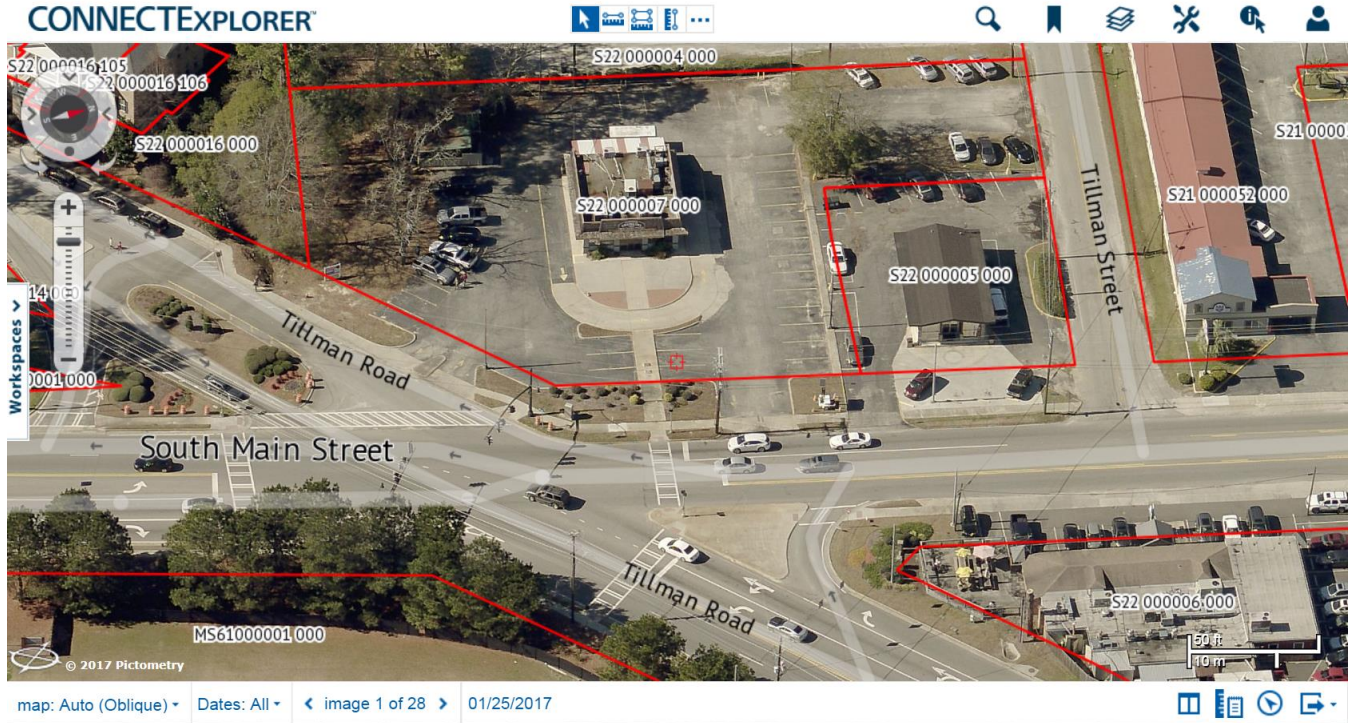 CONNECTEXPLORER™
S22 000004 000
S22 000016 105
S22 000016 106
S22 000016 000
S21 0000
S22 000007 000
S21 000052 000
S22 000005 000
Tillman Street
Workspaces
14 000
0001 000
Tillman Road
South Main Street
Tillman Road
S22 000006 000
MS61000001 000
50 ft
10 m
© 2017 Pictometry
map: Auto (Oblique)
Dates: All
image 1 of 28
01/25/2017